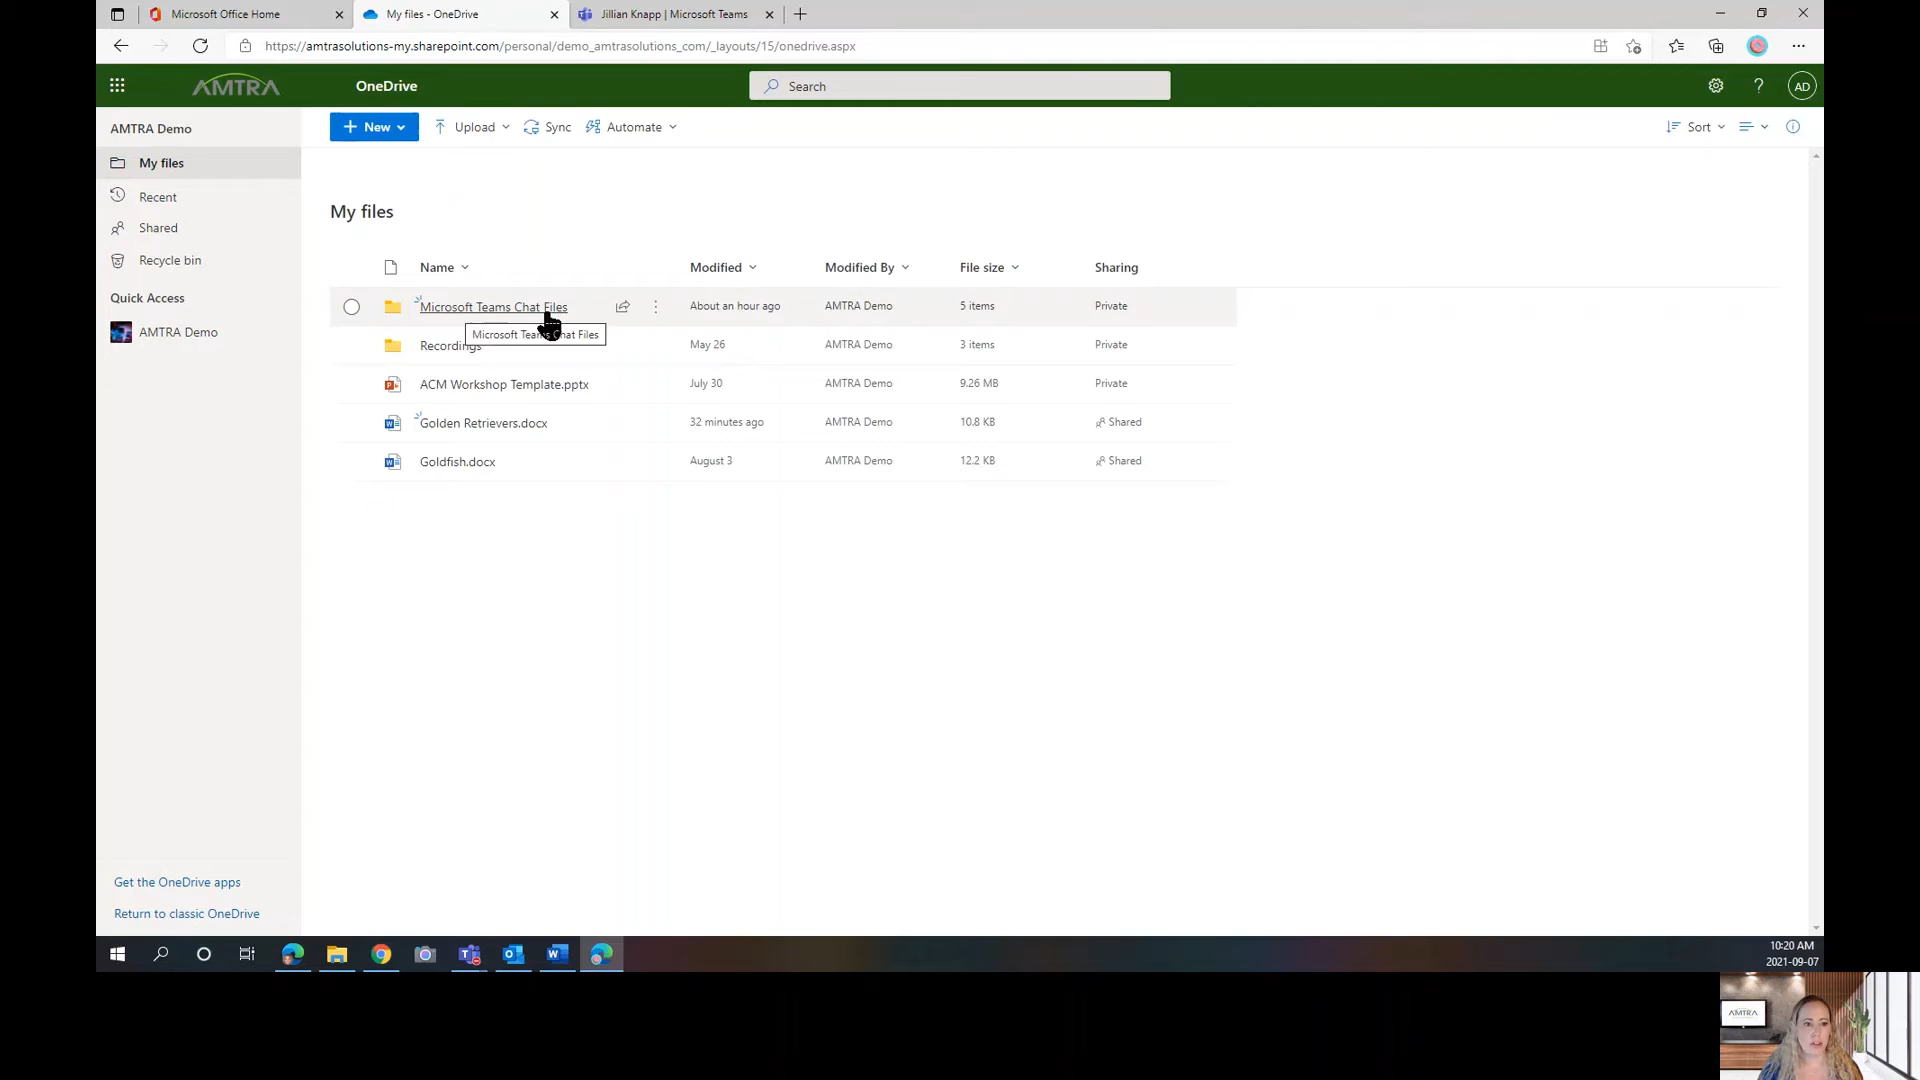 Microsoft Office Home
My files - OneDrive
Jillian Knapp | Microsoft Teams
https://amtrasolutions-my.sharepoint.com/personal/demo_amtrasolutions_com/_layouts/15/onedrive.aspx
AMTRA
OneDrive
Search
?
AD
AMTRA Demo
+ New
Upload
Sync
Automate
Sort
My files
Recent
Shared
Recycle bin
Quick Access
AMTRA Demo
My files
Name
Modified
Modified By
File size
Sharing
Microsoft Teams Chat Files
About an hour ago
AMTRA Demo
5 items
Private
Microsoft Teams Chat Files
Recordings
May 26
AMTRA Demo
3 items
Private
ACM Workshop Template.pptx
July 30
AMTRA Demo
9.26 MB
Private
Golden Retrievers.docx
32 minutes ago
AMTRA Demo
10.8 KB
Shared
Goldfish.docx
August 3
AMTRA Demo
12.2 KB
Shared
Get the OneDrive apps
Return to classic OneDrive
10:20 AM
2021-09-07
AMTRA